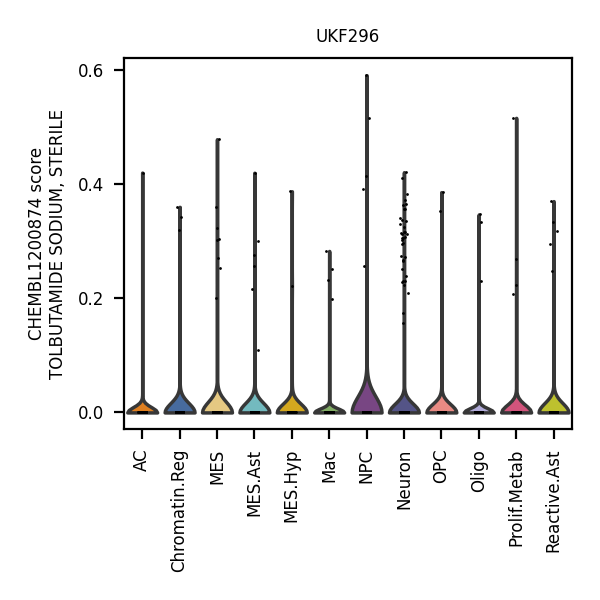 UKF296
CHEMBL1200874 score
TOLBUTAMIDE SODIUM, STERILE
0.6
0.4
0.2
0.0
AC
Chromatin.Reg
MES
MES.Ast
MES.Hyp
Mac
NPC
Neuron
OPC
Oligo
Prolif.Metab
Reactive.Ast